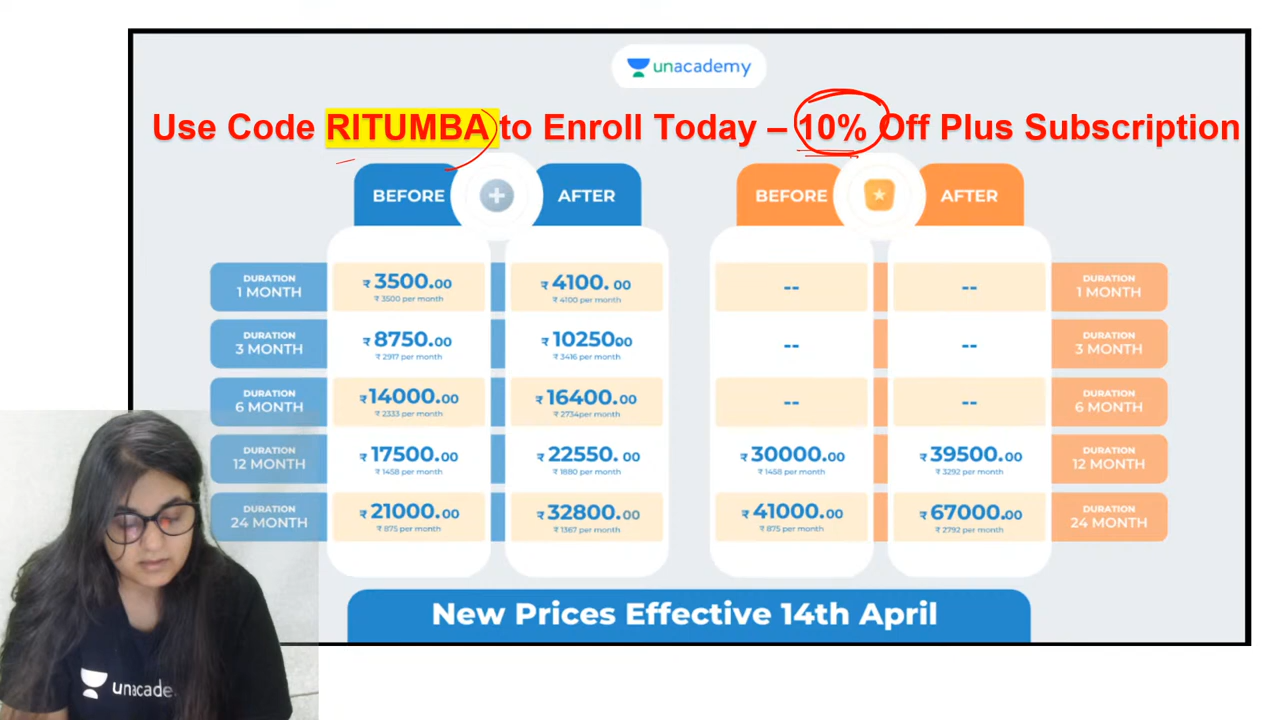 unacademy
Use Code RITUMBA to Enroll Today – 10% Off Plus Subscription
BEFORE AFTER BEFORE AFTER
DURATION
1 MONTH
₹ 3500.00
₹ 3500 per month
₹ 4100. 00
₹ 4100 per month
--
--
DURATION
1 MONTH
DURATION
3 MONTH
₹ 8750.00
₹ 2917 per month
₹ 10250.00
₹ 3416 per month
--
--
DURATION
3 MONTH
DURATION
6 MONTH
₹ 14000.00
₹ 2333 per month
₹ 16400.00
₹ 2734per month
--
--
DURATION
6 MONTH
DURATION
12 MONTH
₹ 17500.00
₹ 1458 per month
₹ 22550. 00
₹ 1880 per month
₹ 30000.00
₹ 1458 per month
₹ 39500.00
₹ 3292 per month
DURATION
12 MONTH
DURATION
24 MONTH
₹ 21000.00
₹ 875 per month
₹ 32800.00
₹ 1367 per month
₹ 41000.00
₹ 875 per month
₹ 67000.00
₹ 2792 per month
DURATION
24 MONTH
New Prices Effective 14th April
unacade